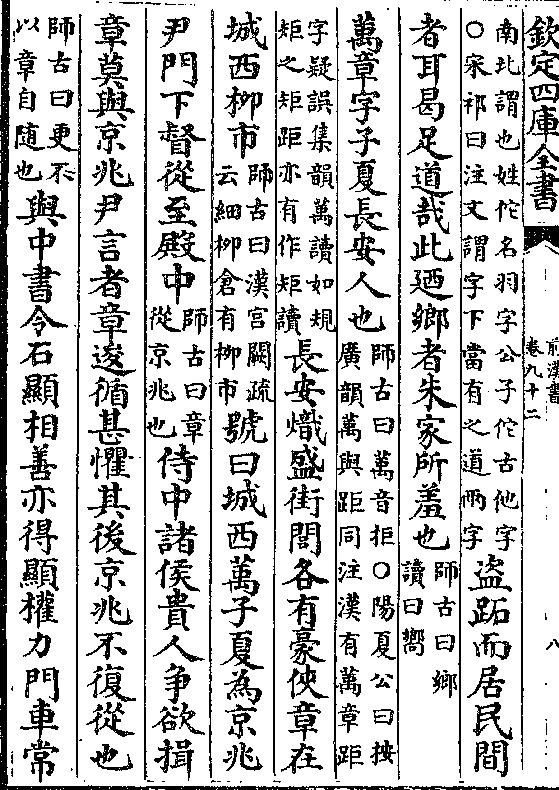 欽定四庫全書
前漢書
卷九十二
八
南北謂也姓佗名羽字公子佗古他字
○宋祁曰注文謂字下當有之道兩字
盜跖而居民間
者耳曷足道哉此廼鄉者朱家所羞也
師古曰鄉
讀曰嚮
萬章字子夏長安人也
師古曰萬音拒○陽夏公曰按
廣韻萬與距同注漢有萬章距
字疑誤集韻萬讀如規
矩之矩距亦有作矩讀
長安熾盛街閭各有豪俠章在
城西栁市
師古曰漢宫闕疏
云細栁倉有栁市
號曰城西萬子夏為京兆
尹門下督從至殿中
師古曰章
從京兆也
侍中諸侯貴人争欲揖
章莫與京兆尹言者章逡循甚懼其後京兆不復從也
師古曰更不
以章自随也
與中書令石顯相善亦得顯權力門車常